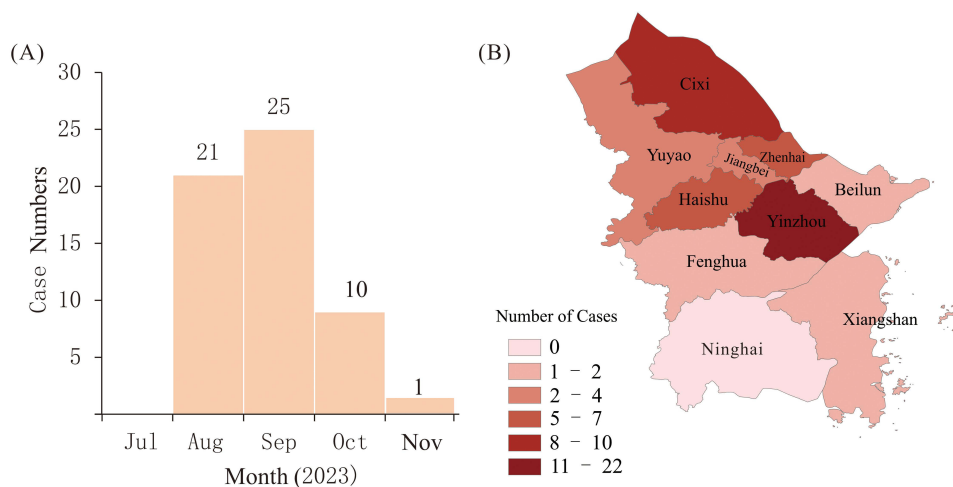 (A)
30
25
20
15
10
5
Case Numbers
21
25
10
1
Jul Aug Sep Oct Nov
Month (2023)
(B)
Cixi
Yuyao
Jiangbei
Zhenhai
Beilun
Haishu
Yinzhou
Fenghua
Xiangshan
Ninghai
Number of Cases
0
1 - 2
2 - 4
5 - 7
8 - 10
11 - 22